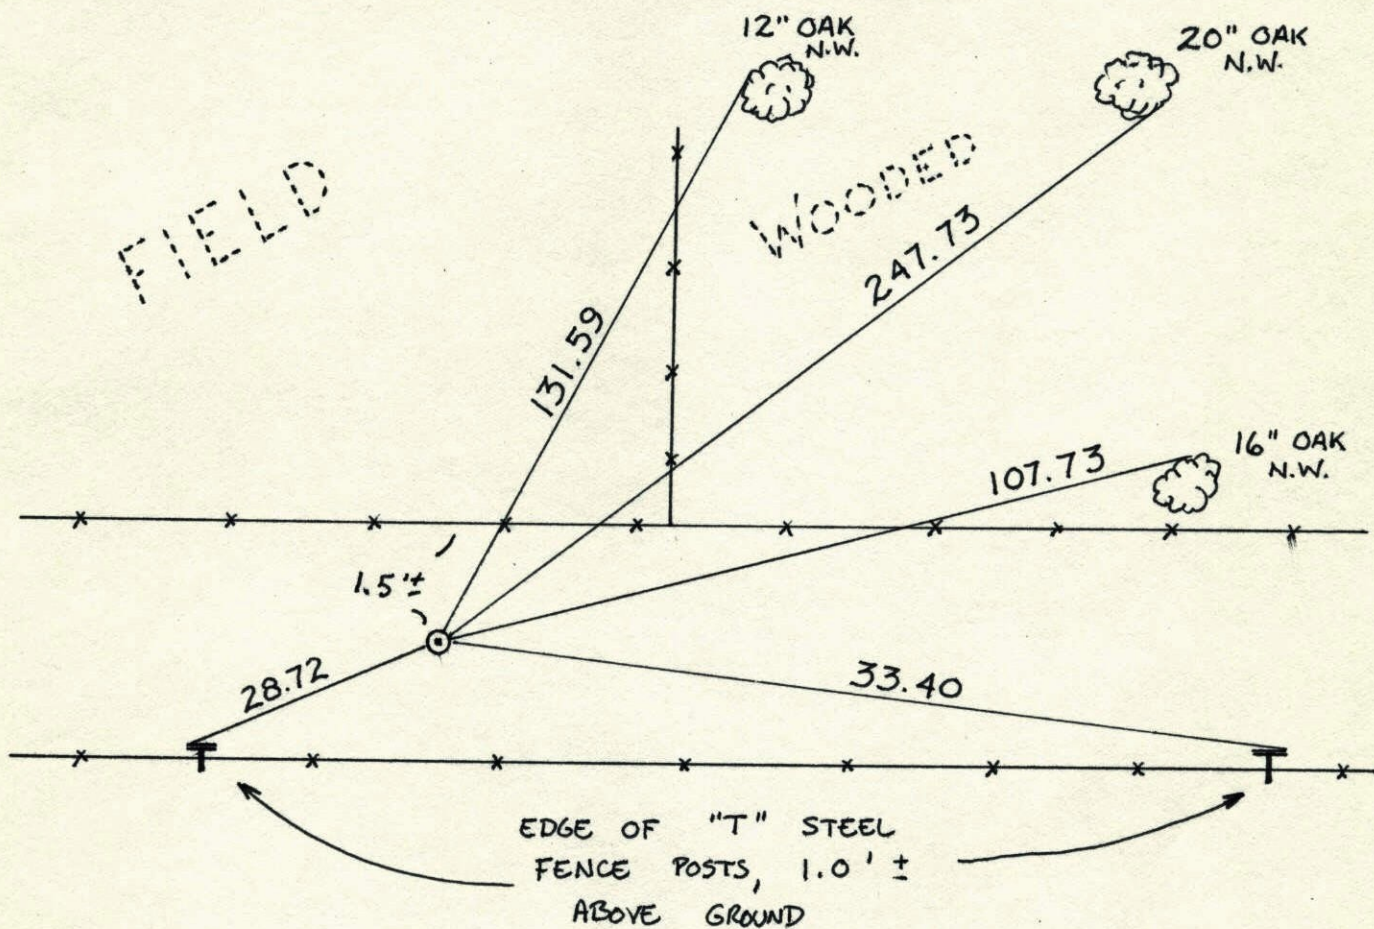 12" OAK
N.W.
20" OAK
N.W.
FIELD
WOODED
131.59
247.73
107.73
16" OAK
N.W.
1.5'±
28.72
33.40
T
T
EDGE OF "T" STEEL
FENCE POSTS, 1.0' ±
ABOVE GROUND